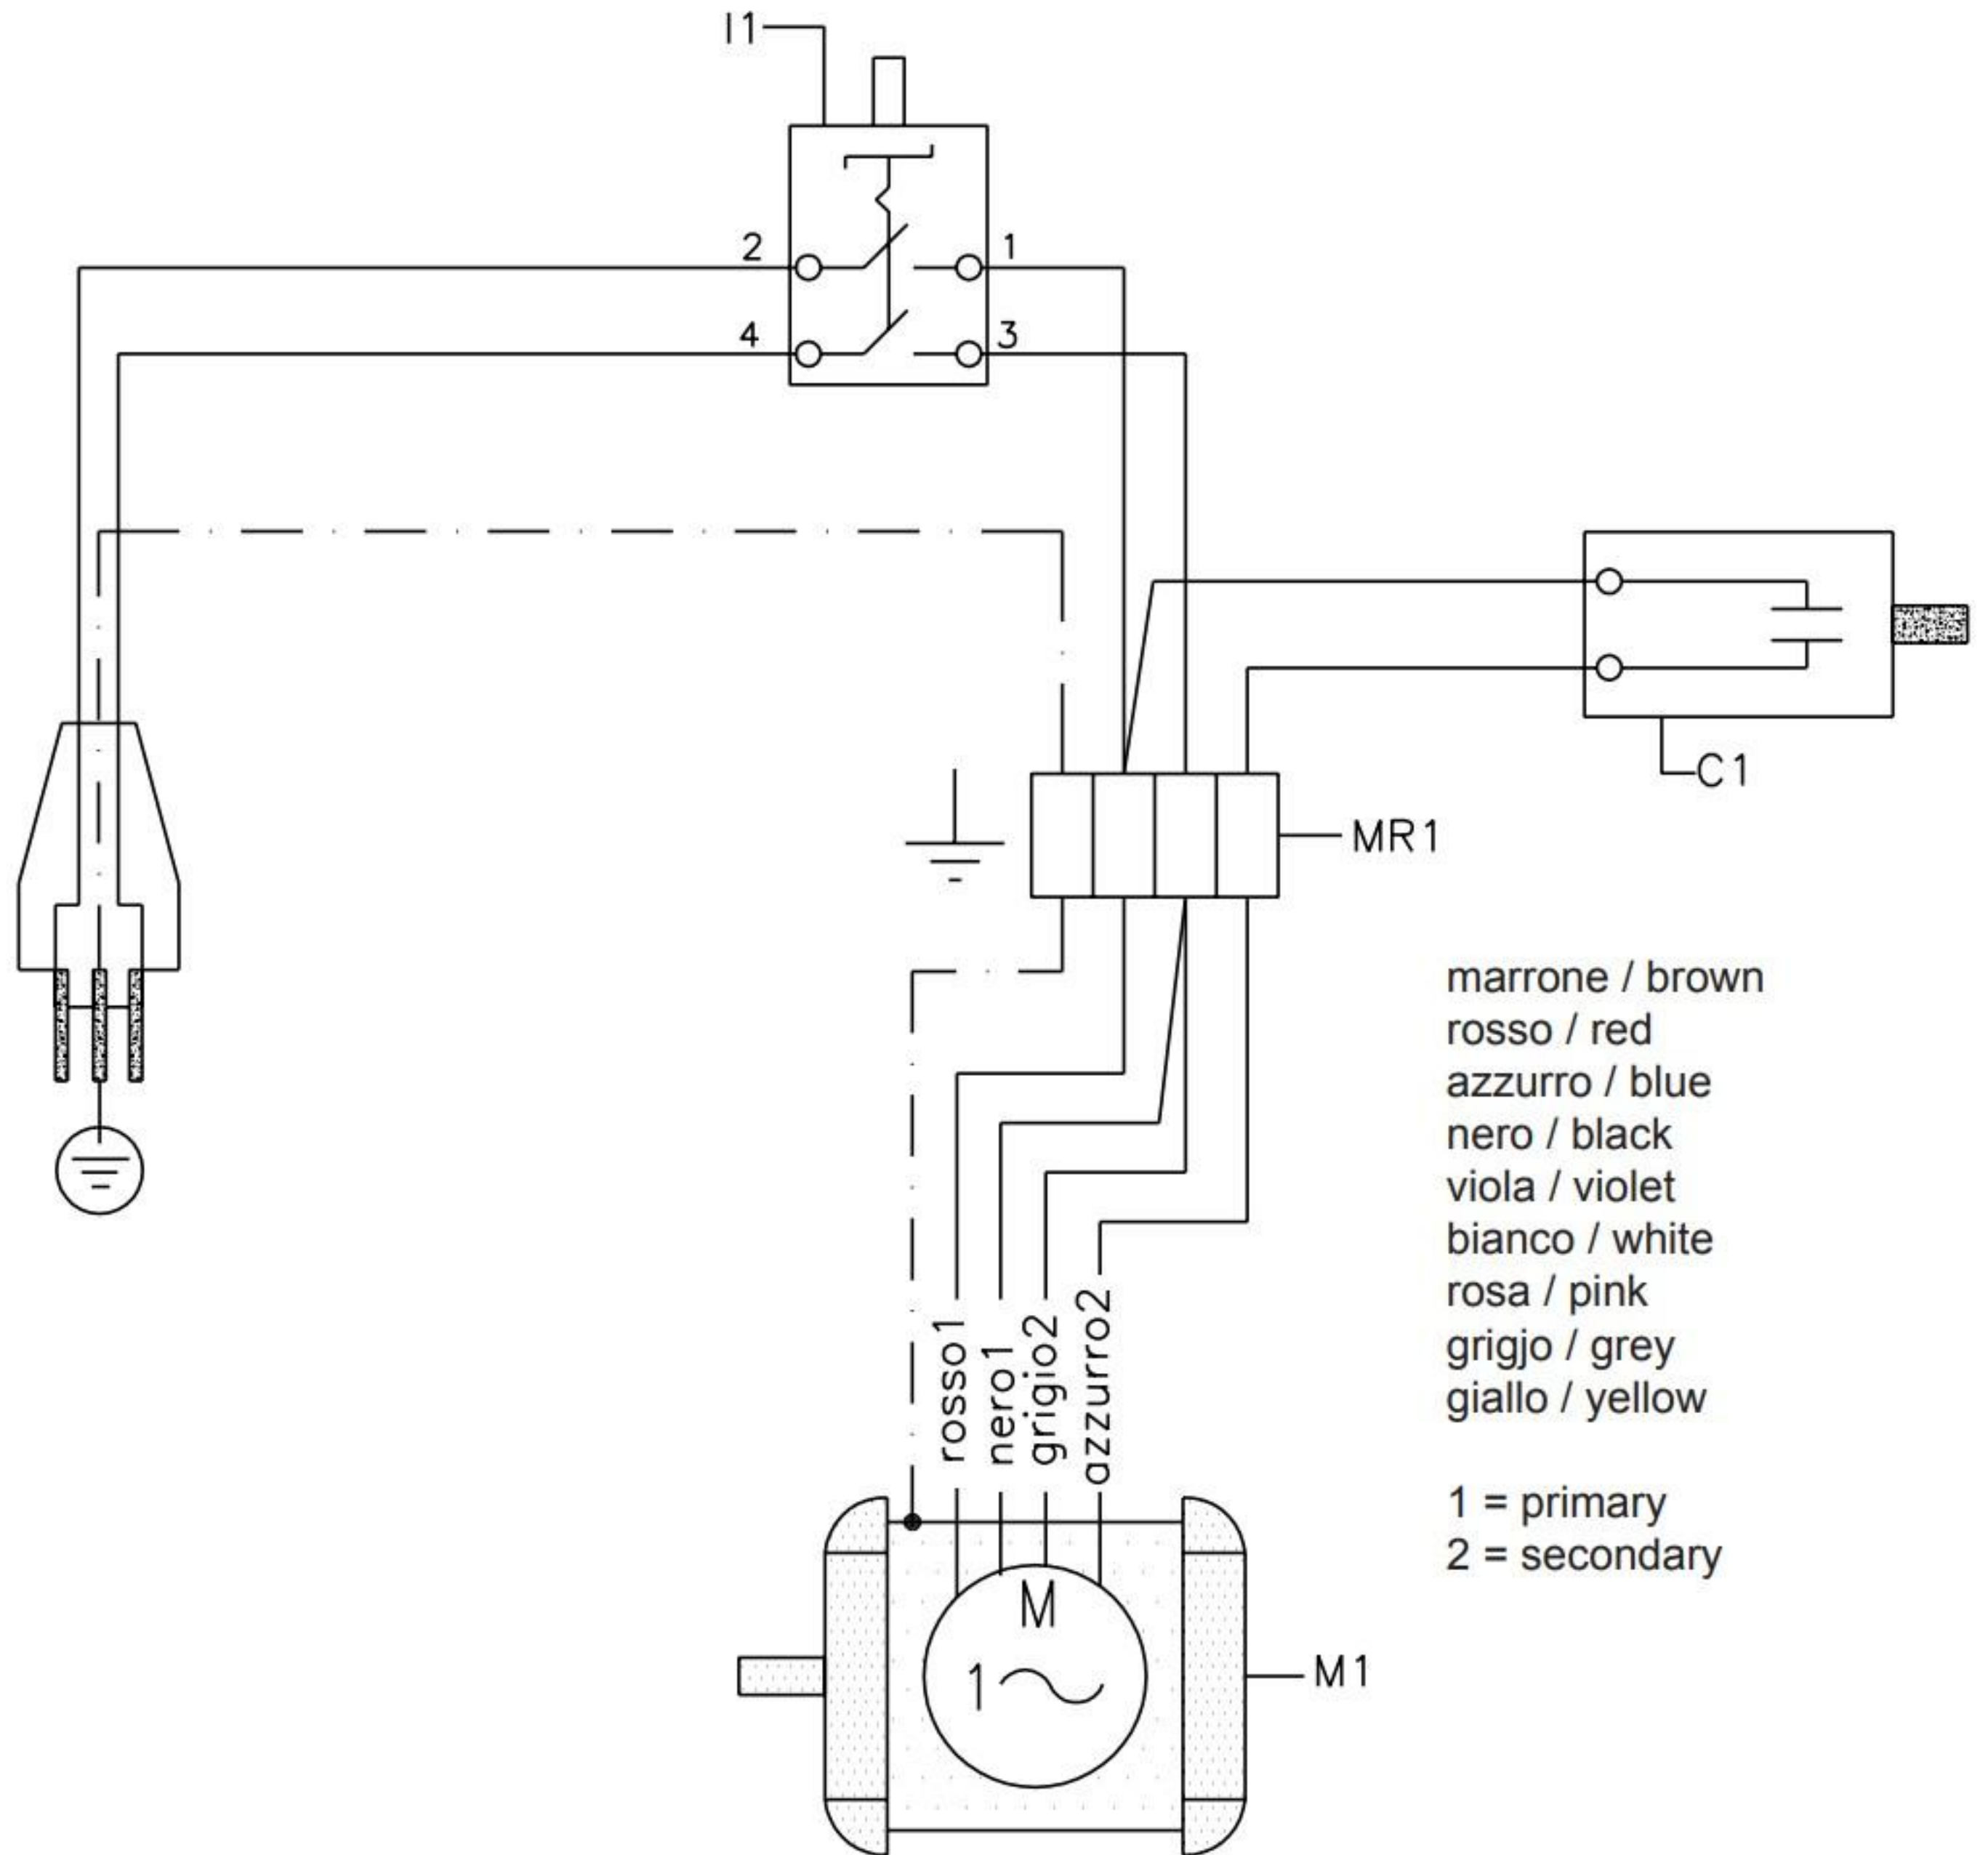 I1
2
1
4
3
C1
MR1
marrone / brown
rosso / red
azzurro / blue
nero / black
viola / violet
bianco / white
rosa / pink
grigjo / grey
giallo / yellow
1 = primary
2 = secondary
rosso1
nero1
grigio2
azzurro2
M
1
M1